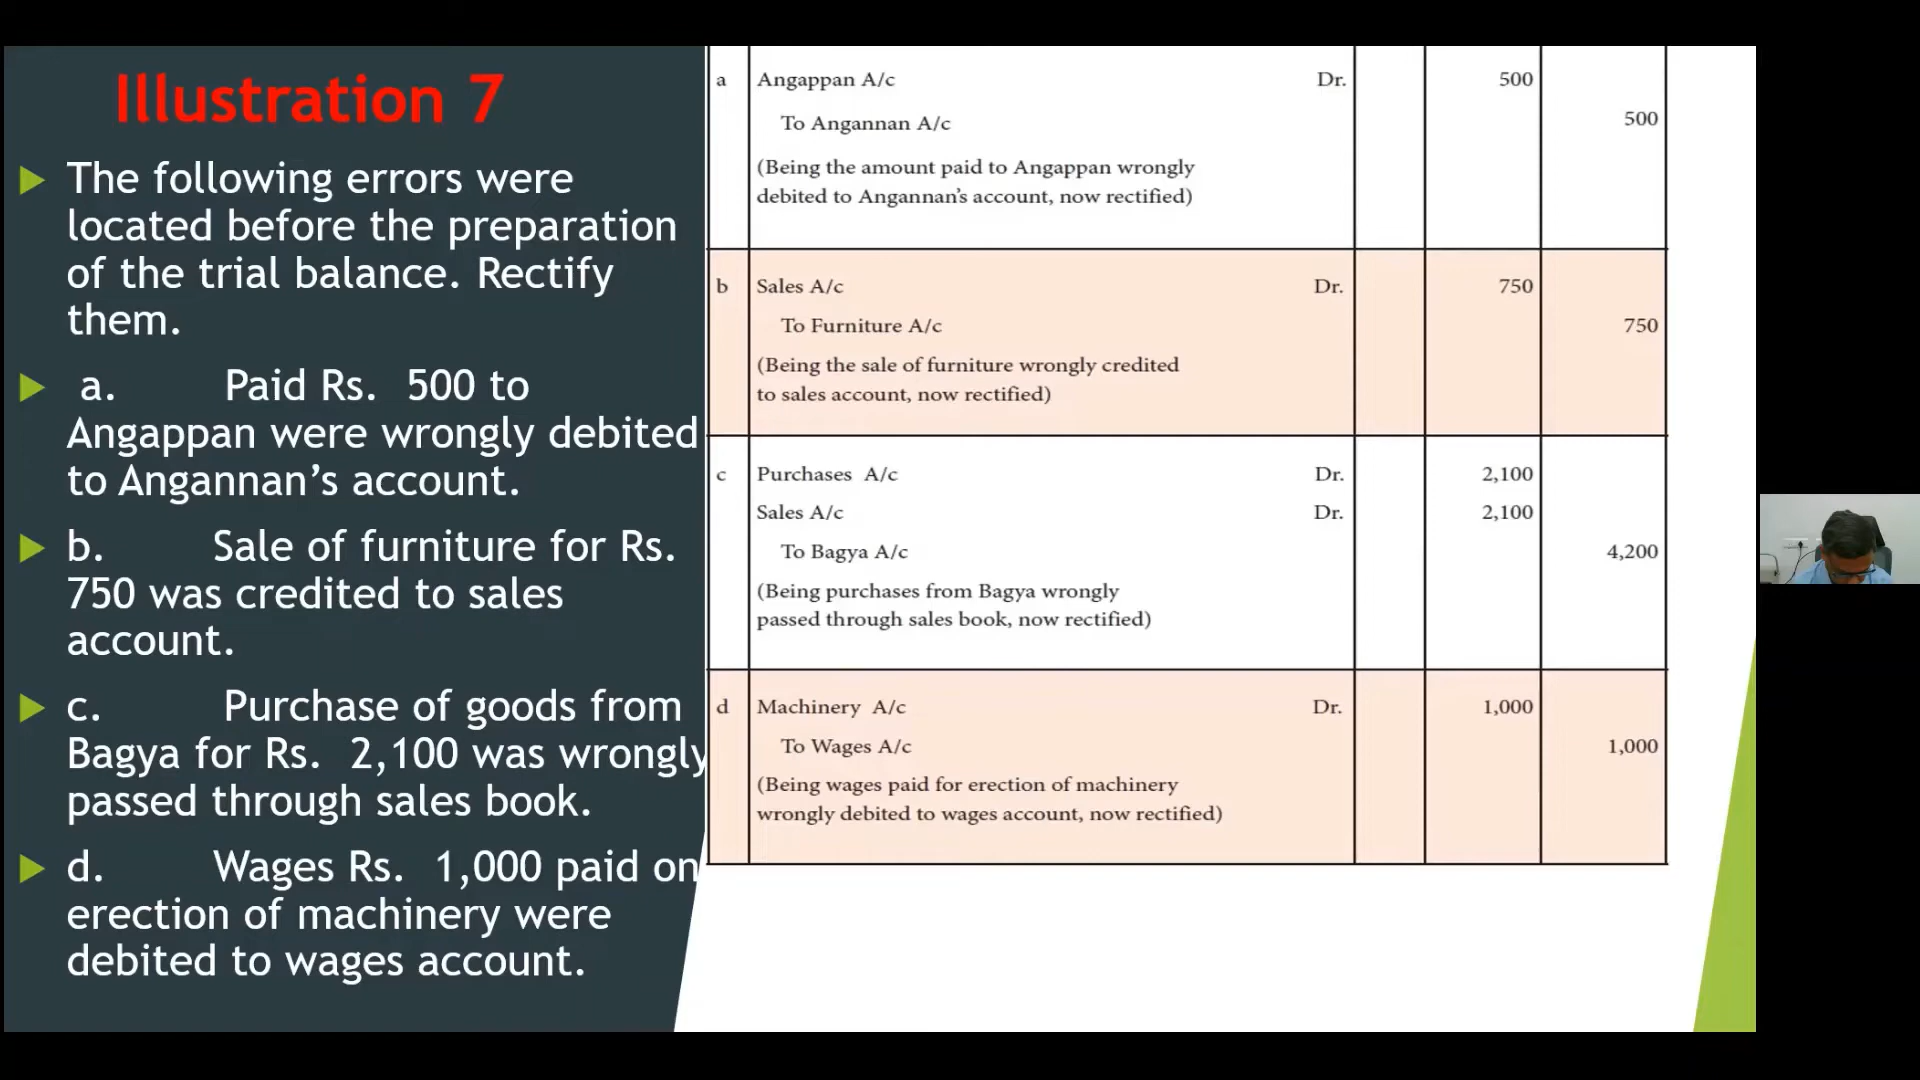 Illustration 7
The following errors were
located before the preparation
of the trial balance. Rectify
them.
a. Paid Rs. 500 to
Angappan were wrongly debited
to Angannan’s account.
b. Sale of furniture for Rs.
750 was credited to sales
account.
c. Purchase of goods from
Bagya for Rs. 2,100 was wrongly
passed through sales book.
d. Wages Rs. 1,000 paid on
erection of machinery were
debited to wages account.
a Angappan A/c Dr. 500
To Angannan A/c 500
(Being the amount paid to Angappan wrongly
debited to Angannan’s account, now rectified)
b Sales A/c Dr. 750
To Furniture A/c 750
(Being the sale of furniture wrongly credited
to sales account, now rectified)
c Purchases A/c Dr. 2,100
Sales A/c Dr. 2,100
To Bagya A/c 4,200
(Being purchases from Bagya wrongly
passed through sales book, now rectified)
d Machinery A/c Dr. 1,000
To Wages A/c 1,000
(Being wages paid for erection of machinery
wrongly debited to wages account, now rectified)